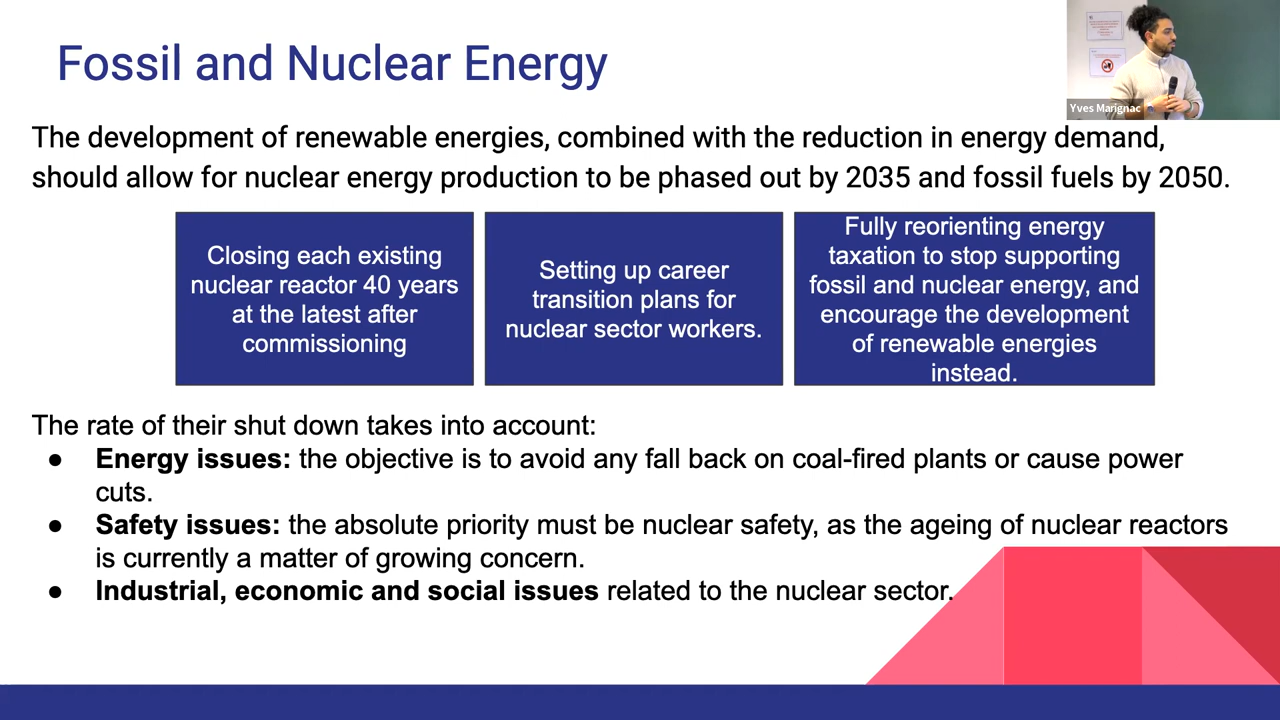 Fossil and Nuclear Energy
Yves Marignac
The development of renewable energies, combined with the reduction in energy demand,
should allow for nuclear energy production to be phased out by 2035 and fossil fuels by 2050.
Closing each existing
nuclear reactor 40 years
at the latest after
commissioning
Setting up career
transition plans for
nuclear sector workers.
Fully reorienting energy
taxation to stop supporting
fossil and nuclear energy, and
encourage the development
of renewable energies
instead.
The rate of their shut down takes into account:
● Energy issues: the objective is to avoid any fall back on coal-fired plants or cause power
cuts.
● Safety issues: the absolute priority must be nuclear safety, as the ageing of nuclear reactors
is currently a matter of growing concern.
● Industrial, economic and social issues related to the nuclear sector.